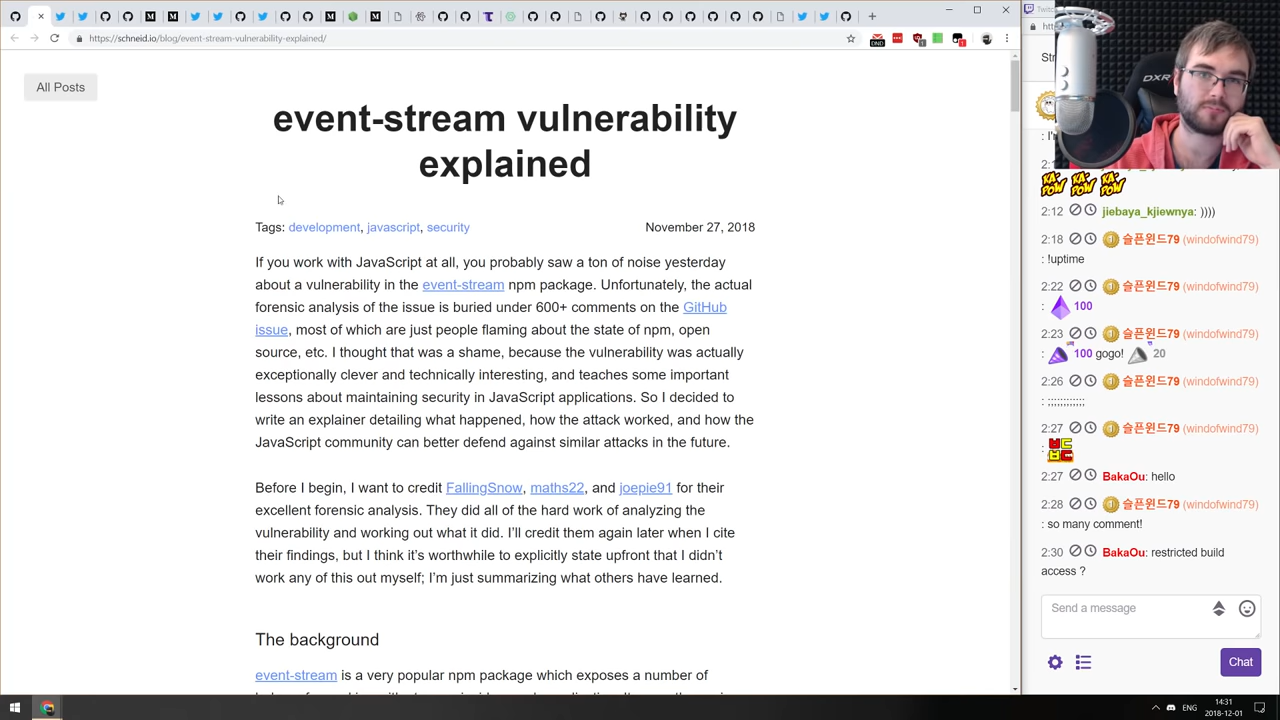 https://schneid.io/blog/event-stream-vulnerability-explained/
All Posts
event-stream vulnerability
explained
Tags: development, javascript, security
November 27, 2018
If you work with JavaScript at all, you probably saw a ton of noise yesterday
about a vulnerability in the event-stream npm package. Unfortunately, the actual
forensic analysis of the issue is buried under 600+ comments on the GitHub
issue, most of which are just people flaming about the state of npm, open
source, etc. I thought that was a shame, because the vulnerability was actually
exceptionally clever and technically interesting, and teaches some important
lessons about maintaining security in JavaScript applications. So I decided to
write an explainer detailing what happened, how the attack worked, and how the
JavaScript community can better defend against similar attacks in the future.
Before I begin, I want to credit FallingSnow, maths22, and joepie91 for their
excellent forensic analysis. They did all of the hard work of analyzing the
vulnerability and working out what it did. I’ll credit them again later when I cite
their findings, but I think it’s worthwhile to explicitly state upfront that I didn’t
work any of this out myself; I’m just summarizing what others have learned.
The background
event-stream is a very popular npm package which exposes a number of
Twitch
DXR
KA-POW KA-POW KA-POW
2:12 jiebaya_kjiewnya: ))))
2:18 슬픈윈드79 (windofwind79)
: !uptime
2:22 슬픈윈드79 (windofwind79)
: 100
2:23 슬픈윈드79 (windofwind79)
: 100 gogo! 20
2:26 슬픈윈드79 (windofwind79)
: ;;;;;;;;;;;;;
2:27 슬픈윈드79 (windofwind79)
:
2:27 BakaOu: hello
2:28 슬픈윈드79 (windofwind79)
: so many comment!
2:30 BakaOu: restricted build
access ?
Send a message
Chat
ENG
14:31
2018-12-01